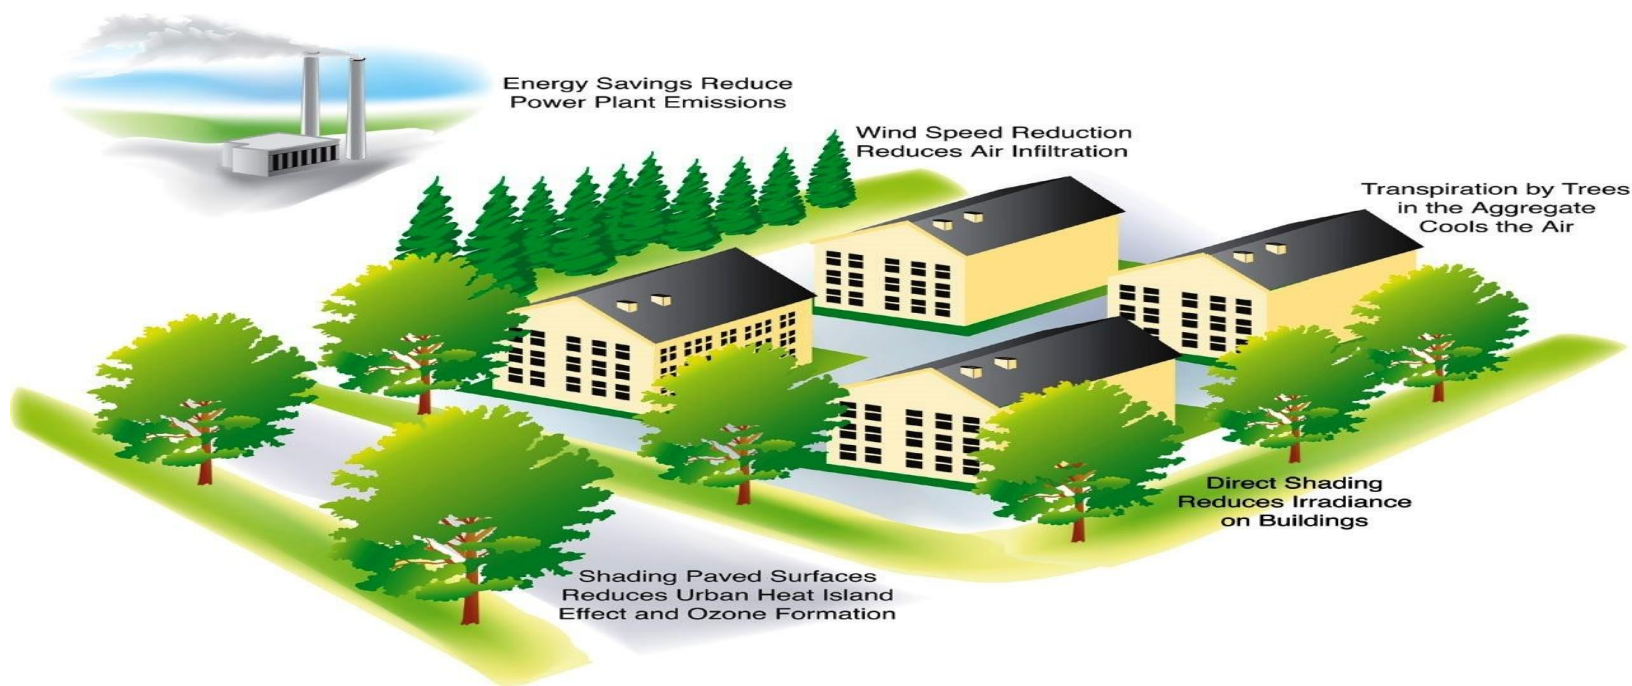 Energy Savings Reduce
Power Plant Emissions
Wind Speed Reduction
Reduces Air Infiltration
Transpiration by Trees
in the Aggregate
Cools the Air
Direct Shading
Reduces Irradiance
on Buildings
Shading Paved Surfaces
Reduces Urban Heat Island
Effect and Ozone Formation